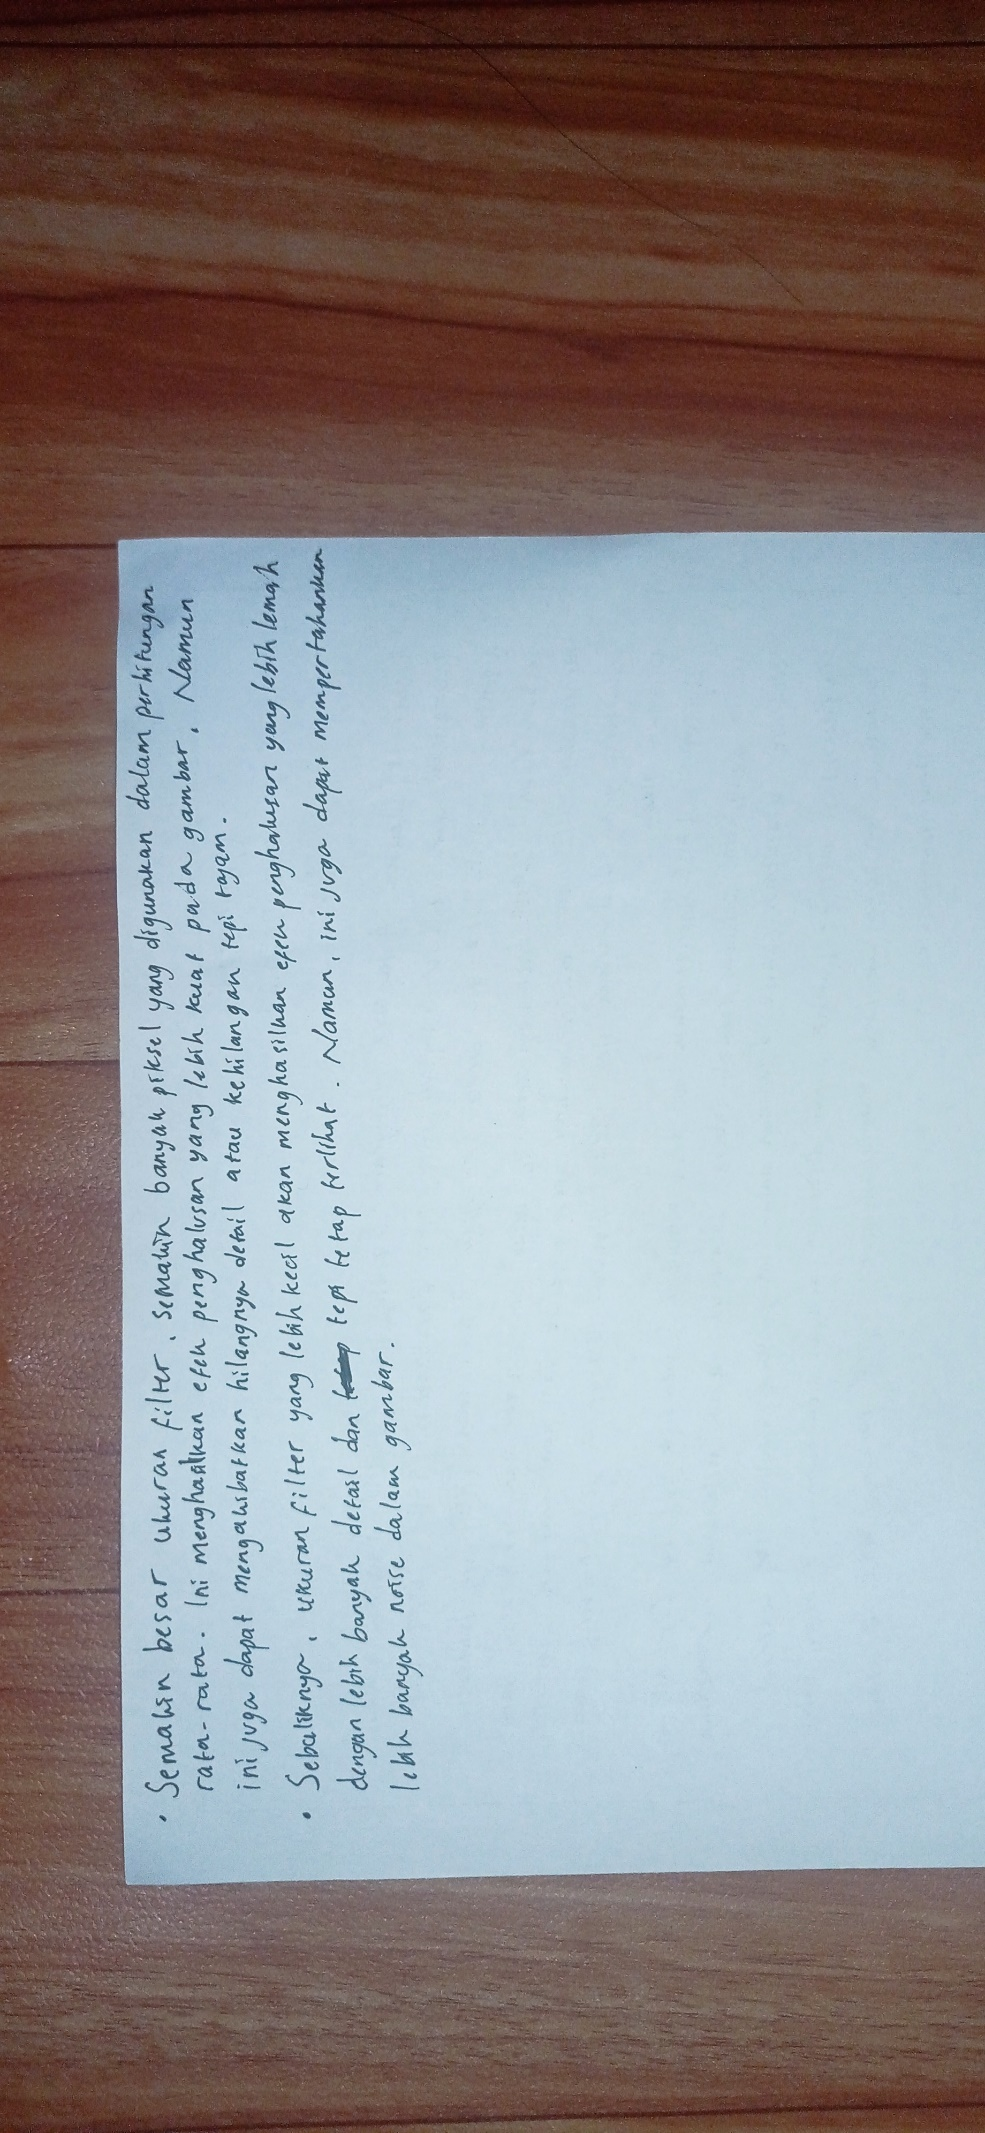 • Semakin besar ukuran filter, semakin banyak piksel yang digunakan dalam perhitungan
rata-rata. Ini menghasilkan efek penghalusan yang lebih kuat pada gambar, Namun
ini juga dapat mengakibatkan hilangnya detail atau kehilangan tepi tajam.
• Sebaliknya, ukuran filter yang lebih kecil akan menghasilkan efek penghalusan yang lebih lemah
dengan lebih banyak detail dan tepi tetap terlihat. Namun, ini juga dapat mempertahankan
lebih banyak noise dalam gambar.